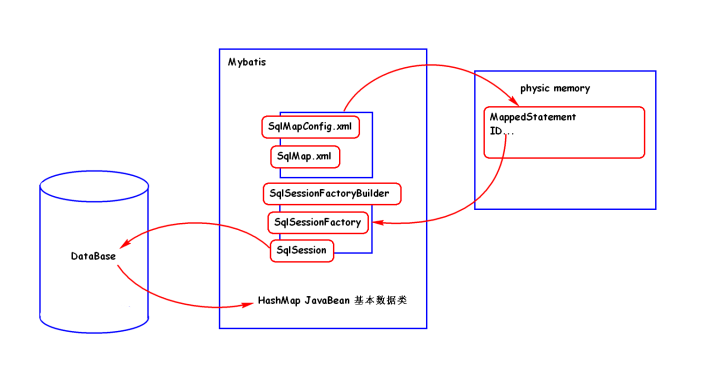 Mybatis
physic memory
MappedStatement
ID...
SqlMapConfig.xml
SqlMap.xml
SqlSessionFactoryBuilder
SqlSessionFactory
SqlSession
DataBase
HashMap JavaBean 基本数据类